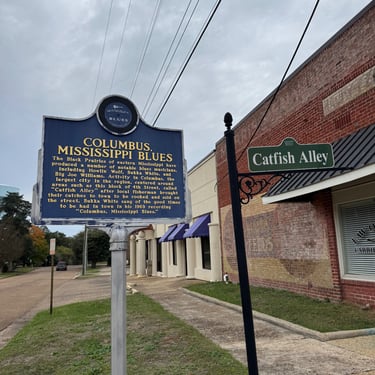 BLUES
COLUMBUS,
MISSISSIPPI BLUES
The Black Prairies of eastern Mississippi have
produced a number of notable blues musicians,
including Howlin' Wolf, Bukka White, and
Big Joe Williams. Activity in Columbus, the
largest city in the region, centered around
areas such as this block of 4th Street, called
"Catfish Alley" after local fishermen brought
their catches to town to be cooked and sold on
the street. Bukka White sang of the good times
to be had in town in his 1969 recording
"Columbus, Mississippi Blues."
Catfish Alley